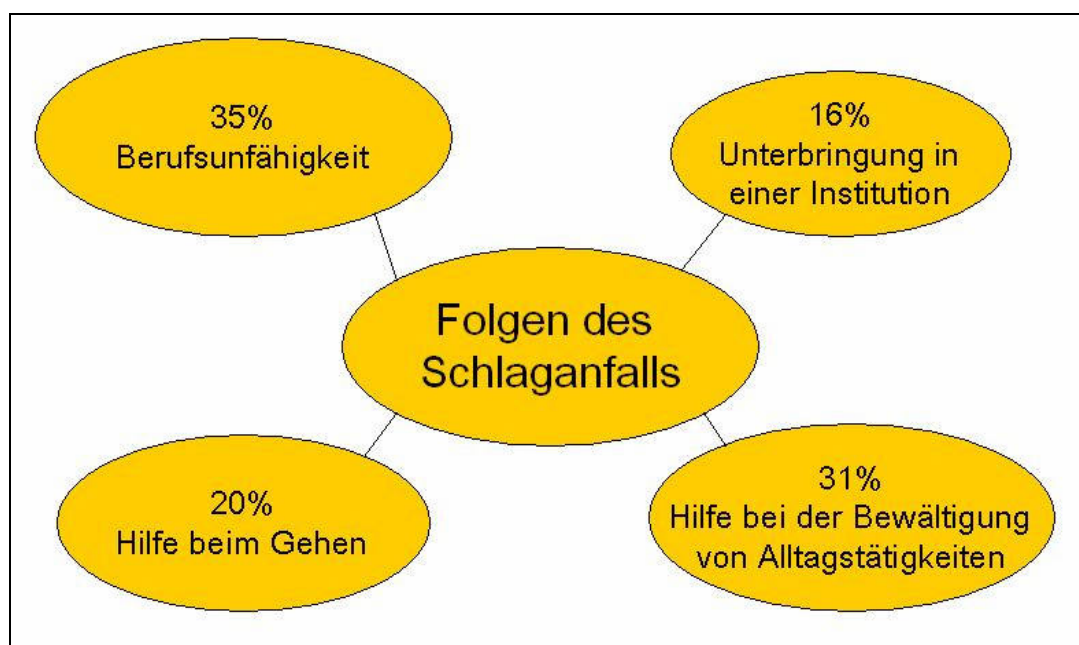 35%
Berufsunfähigkeit
16%
Unterbringung in
einer Institution
Folgen des
Schlaganfalls
20%
Hilfe beim Gehen
31%
Hilfe bei der Bewältigung
von Alltagstätigkeiten